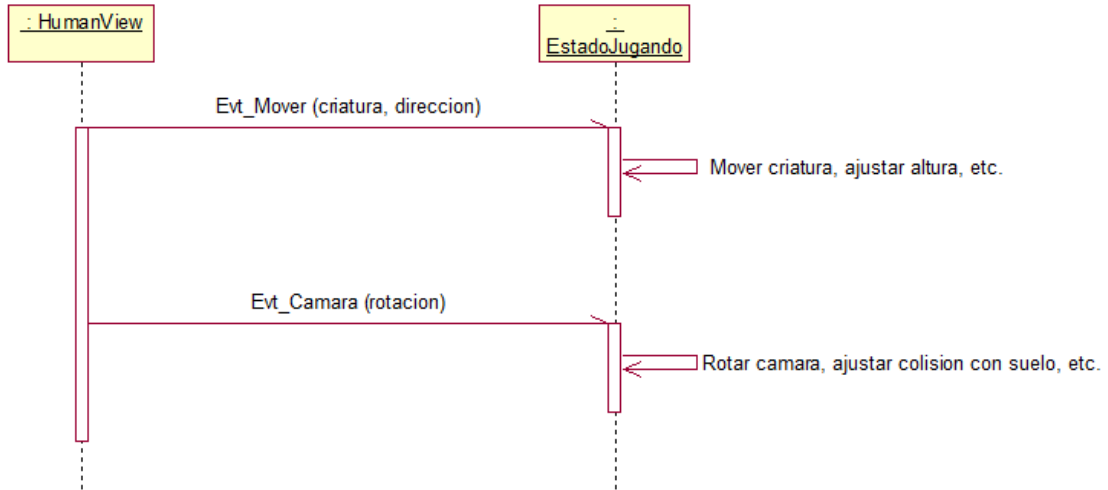 : HumanView
:
EstadoJugando
Evt_Mover (criatura, direccion)
Mover criatura, ajustar altura, etc.
Evt_Camara (rotacion)
Rotar camara, ajustar colision con suelo, etc.